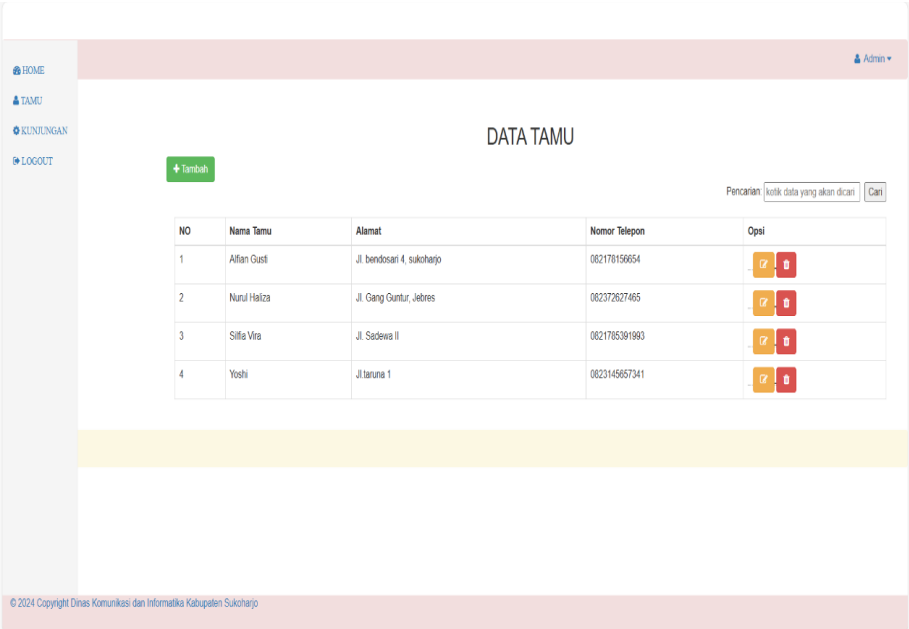 Admin
HOME
TAMU
KUNJUNGAN
LOGOUT
DATA TAMU
Tambah
Pencarian: ketik data yang akan dicari Cari
NO Nama Tamu Alamat Nomor Telepon Opsi
1 Alfian Gusti Jl. bendosari 4, sukoharjo 082178156654
2 Nurul Haliza Jl. Gang Guntur, Jebres 082372627465
3 Silfia Vira Jl. Sadewa II 0821785391993
4 Yoshi Jl.taruna 1 0823145657341
© 2024 Copyright Dinas Komunikasi dan Informatika Kabupaten Sukoharjo